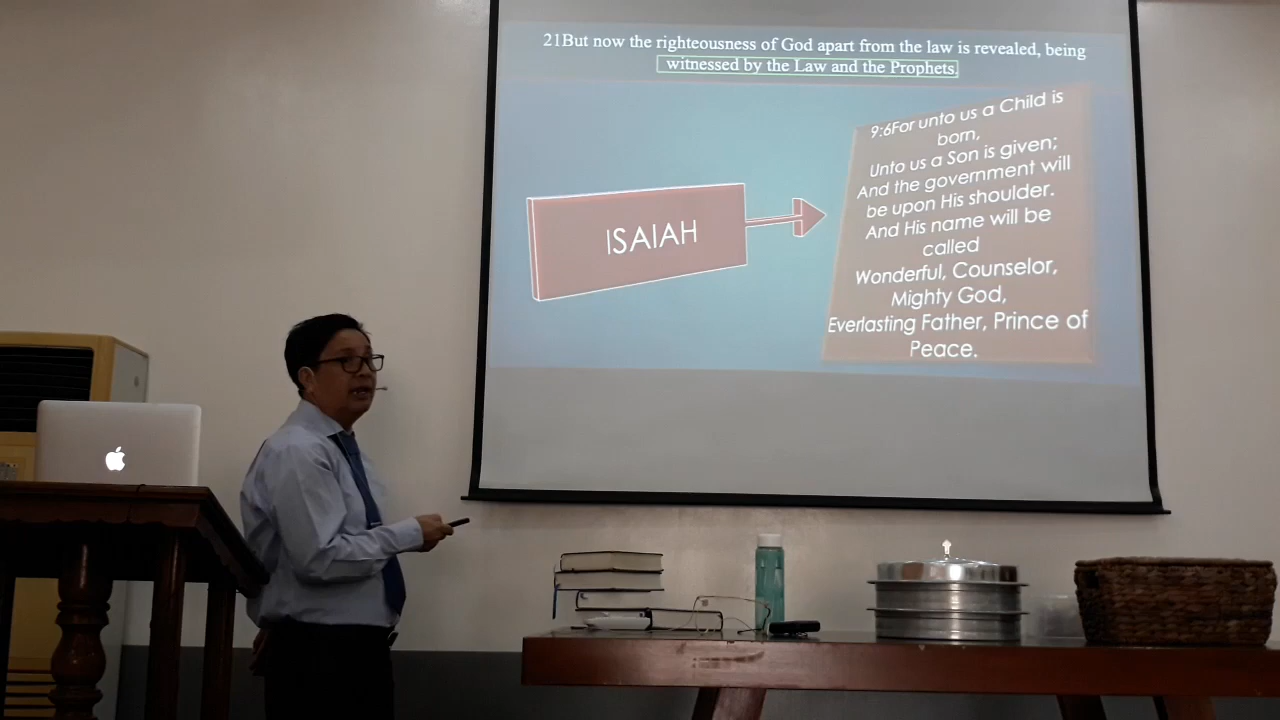 21But now the righteousness of God apart from the law is revealed, being
witnessed by the Law and the Prophets.
ISAIAH
9:6For unto us a Child is
born,
Unto us a Son is given;
And the government will
be upon His shoulder.
And His name will be
called
Wonderful, Counselor,
Mighty God,
Everlasting Father, Prince of
Peace.